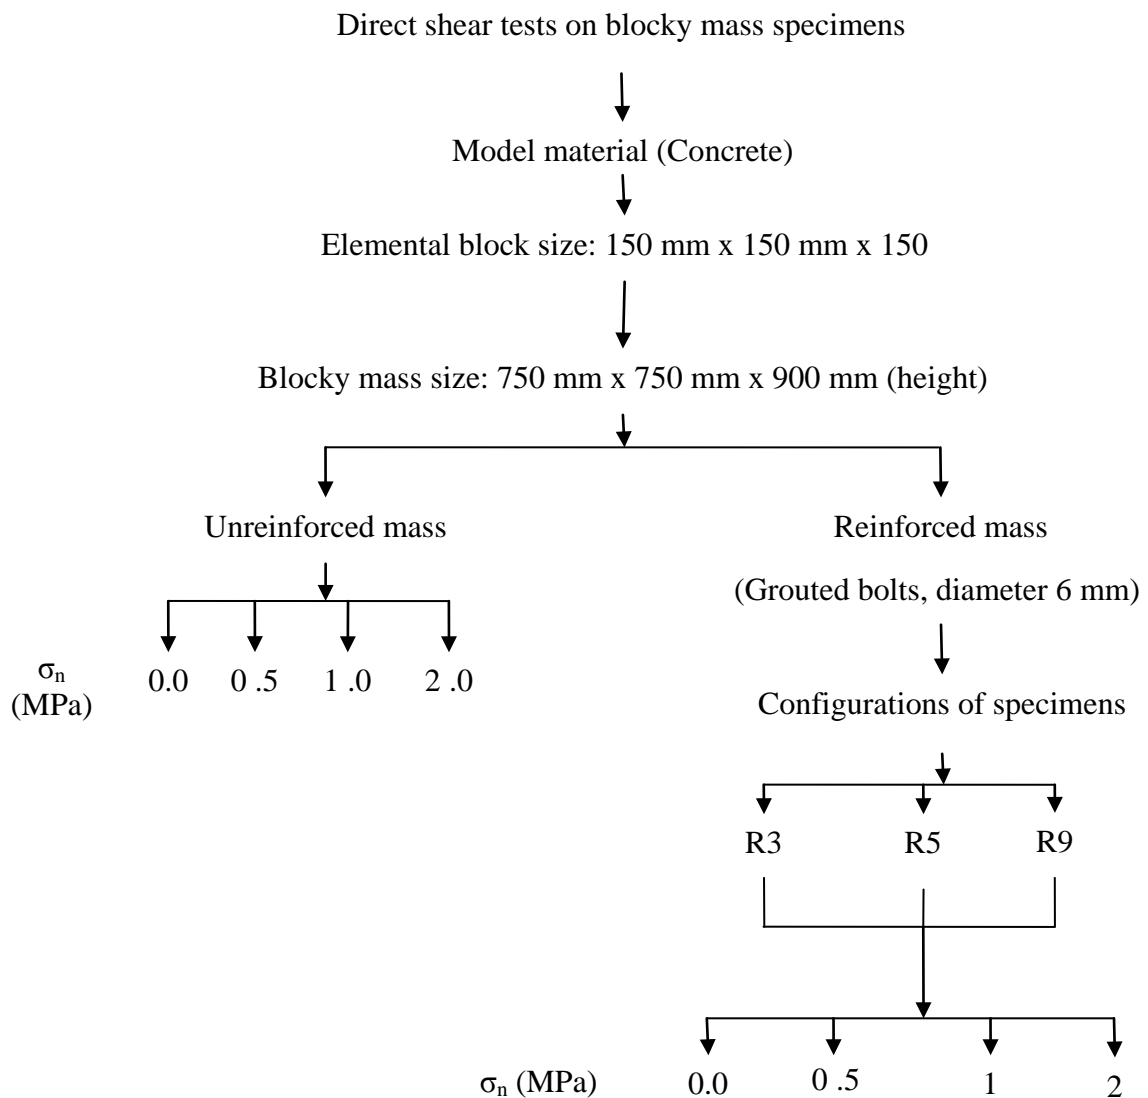 Direct shear tests on blocky mass specimens
Model material (Concrete)
Elemental block size: 150 mm x 150 mm x 150
Blocky mass size: 750 mm x 750 mm x 900 mm (height)
Unreinforced mass
Reinforced mass
(Grouted bolts, diameter 6 mm)
σn
(MPa)
0.0 0 .5 1 .0 2 .0
Configurations of specimens
R3 R5 R9
σn (MPa) 0.0 0 .5 1 2